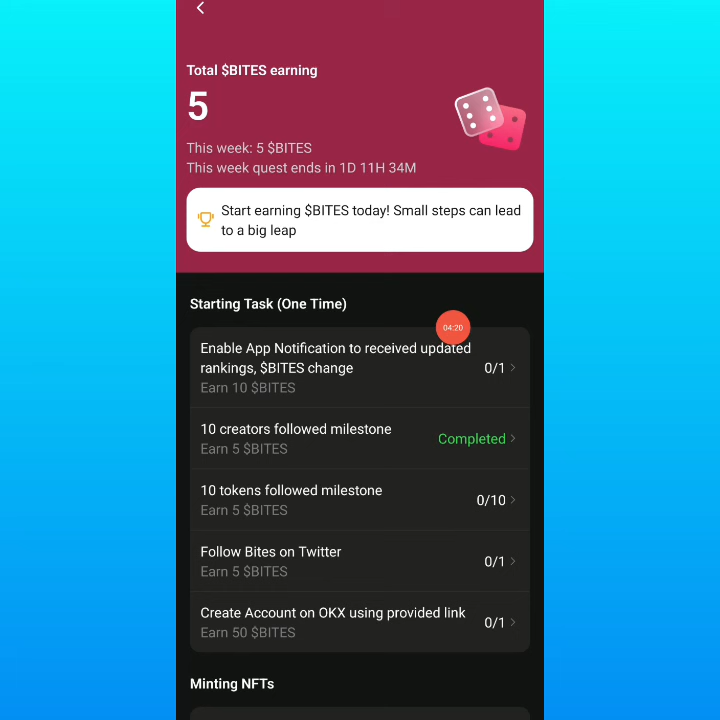 Total $BITES earning
5
This week: 5 $BITES
This week quest ends in 1D 11H 34M
Start earning $BITES today! Small steps can lead
to a big leap
Starting Task (One Time)
04:20
Enable App Notification to received updated
rankings, $BITES change
0/1
Earn 10 $BITES
10 creators followed milestone
Completed
Earn 5 $BITES
10 tokens followed milestone
0/10
Earn 5 $BITES
Follow Bites on Twitter
0/1
Earn 5 $BITES
Create Account on OKX using provided link
0/1
Earn 50 $BITES
Minting NFTs